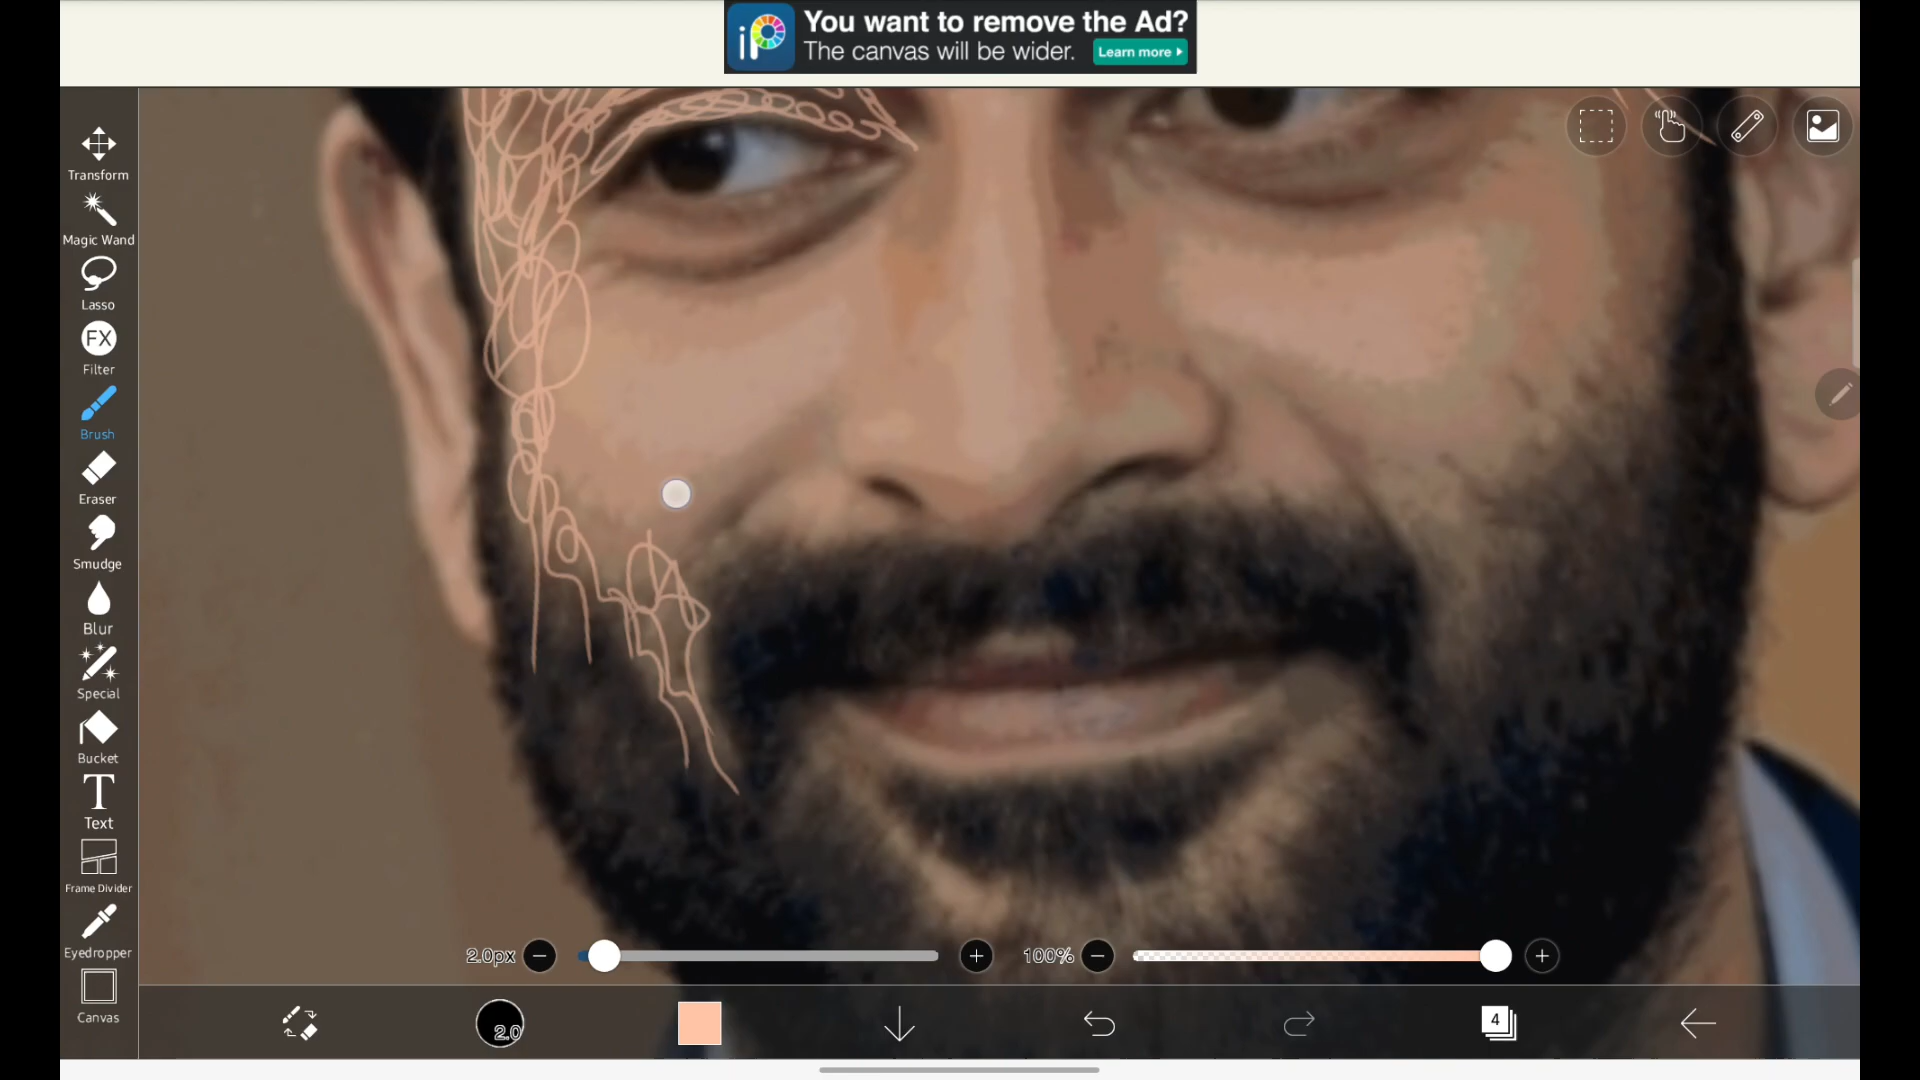 iP
You want to remove the Ad?
The canvas will be wider.
Learn more
Transform
Magic Wand
Lasso
FX
Filter
Brush
Eraser
Smudge
Blur
Special
Bucket
T
Text
Frame Divider
Eyedropper
Canvas
2.0px
100%
2.0
4